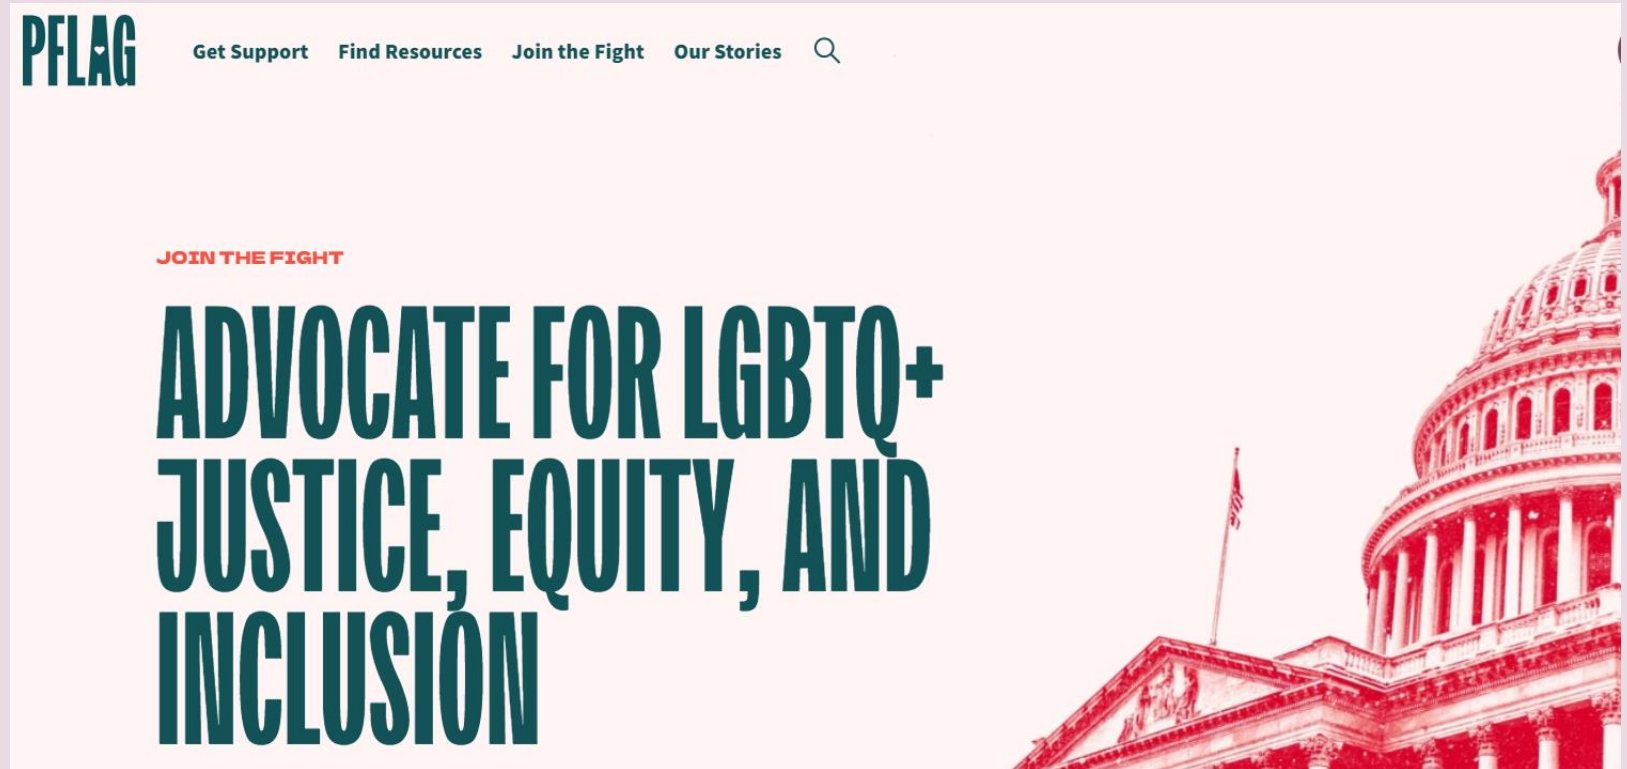 PFLAG
Get Support Find Resources Join the Fight Our Stories
JOIN THE FIGHT
ADVOCATE FOR LGBTQ+
JUSTICE, EQUITY, AND
INCLUSION